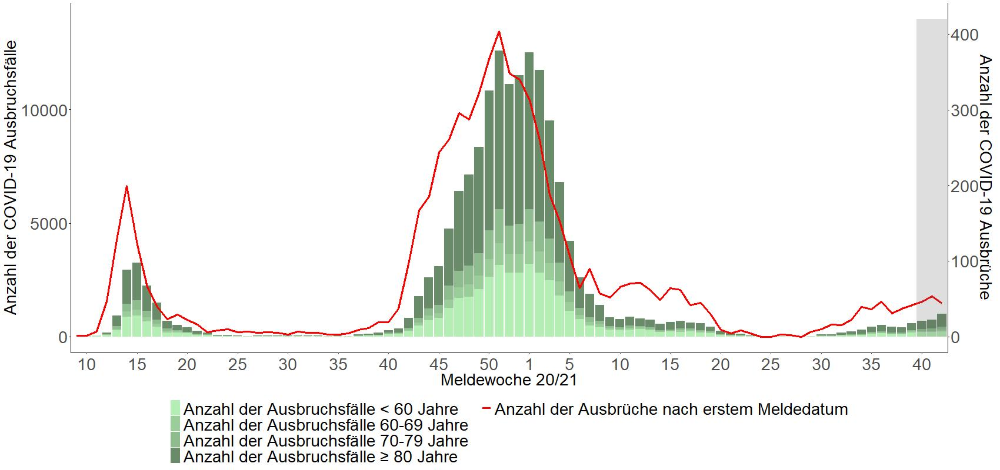 Anzahl der COVID-19 Ausbruchsfälle
10000
5000
0
400
300
200
100
0
Anzahl der COVID-19 Ausbrüche
10 15 20 25 30 35 40 45 50 1 5 10 15 20 25 30 40
Meldewoche 20/21
Anzahl der Ausbruchsfälle < 60 Jahre
Anzahl der Ausbruchsfälle 60-69 Jahre
Anzahl der Ausbruchsfälle 70-79 Jahre
Anzahl der Ausbruchsfälle ≥ 80 Jahre
Anzahl der Ausbrüche nach erstem Meldedatum